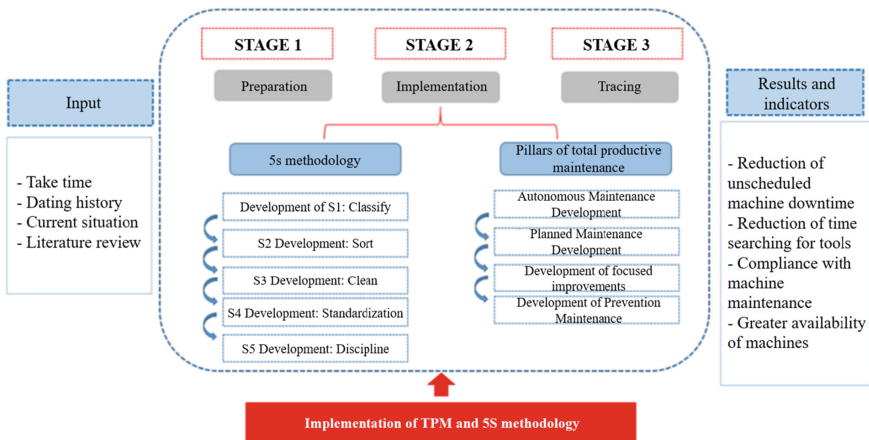 STAGE 1
STAGE 2
STAGE 3
Preparation
Implementation
Tracing
Input
- Take time
- Dating history
- Current situation
- Literature review
5s methodology
Development of S1: Classify
S2 Development: Sort
S3 Development: Clean
S4 Development: Standardization
S5 Development: Discipline
Pillars of total productive
maintenance
Autonomous Maintenance
Development
Planned Maintenance
Development
Development of focused
improvements
Development of Prevention
Maintenance
Results and
indicators
- Reduction of
unscheduled
machine downtime
- Reduction of time
searching for tools
- Compliance with
machine
maintenance
- Greater availability
of machines
Implementation of TPM and 5S methodology